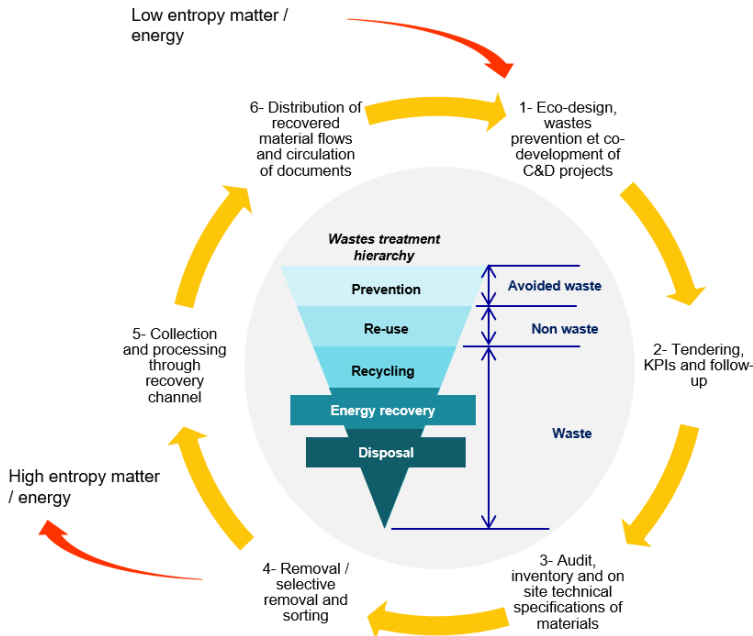 Low entropy matter /
energy
6- Distribution of
recovered
material flows
and circulation
of documents
1- Eco-design,
wastes
prevention et co-
development of
C&D projects
Wastes treatment
hierarchy
Prevention
Avoided waste
Re-use
Non waste
5- Collection
and processing
through
recovery
channel
Recycling
2- Tendering,
KPIs and follow-
up
Energy recovery
Waste
Disposal
High entropy matter
/ energy
4- Removal /
selective
removal and
sorting
3- Audit,
inventory and on
site technical
specifications of
materials